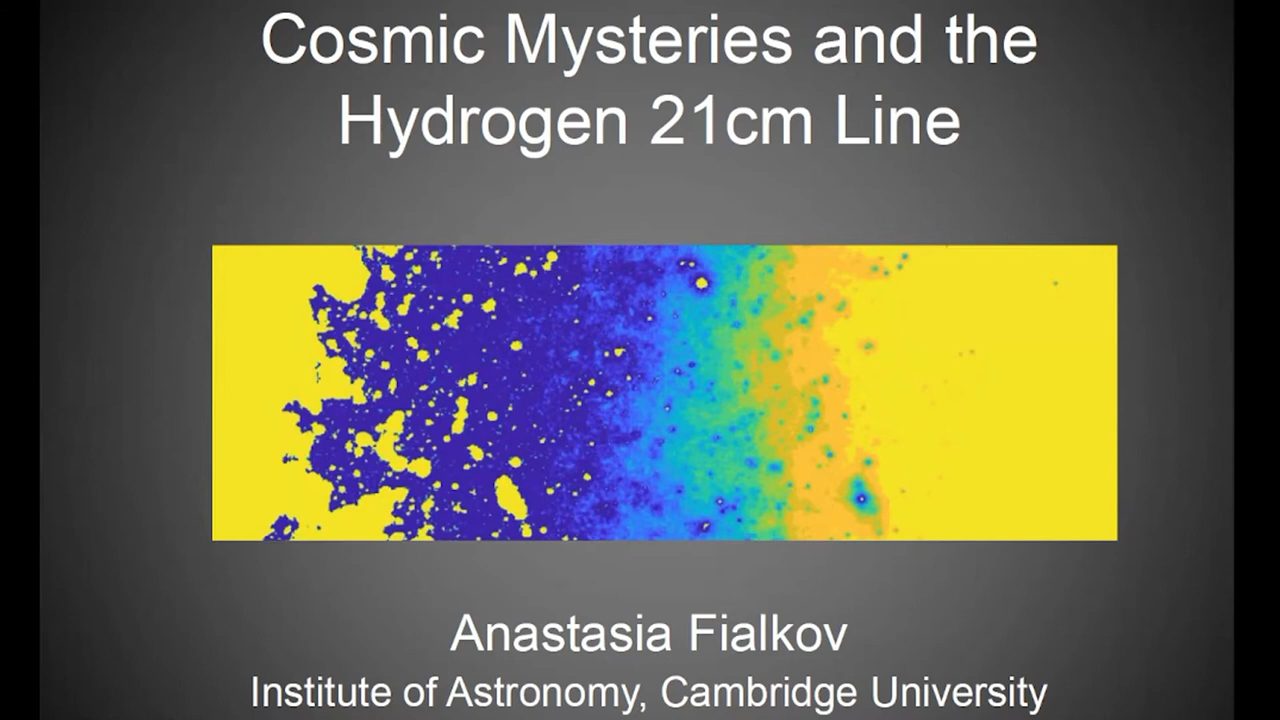 Cosmic Mysteries and the
Hydrogen 21cm Line
Anastasia Fialkov
Institute of Astronomy, Cambridge University